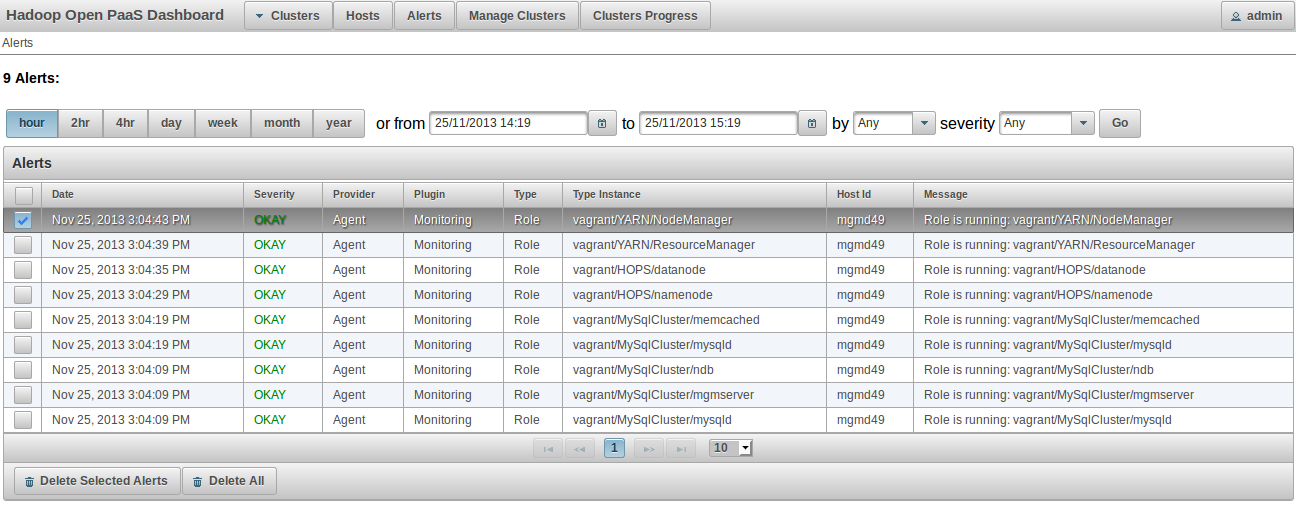 Hadoop Open PaaS Dashboard Clusters Hosts Alerts Manage Clusters Clusters Progress admin
Alerts
9 Alerts:
hour 2hr 4hr day week month year or from 25/11/2013 14:19 to 25/11/2013 15:19 by Any severity Any Go
Alerts
Date Severity Provider Plugin Type Type Instance Host Id Message
Nov 25, 2013 3:04:43 PM OKAY Agent Monitoring Role vagrant/YARN/NodeManager mgmd49 Role is running: vagrant/YARN/NodeManager
Nov 25, 2013 3:04:39 PM OKAY Agent Monitoring Role vagrant/YARN/ResourceManager mgmd49 Role is running: vagrant/YARN/ResourceManager
Nov 25, 2013 3:04:35 PM OKAY Agent Monitoring Role vagrant/HOPS/datanode mgmd49 Role is running: vagrant/HOPS/datanode
Nov 25, 2013 3:04:29 PM OKAY Agent Monitoring Role vagrant/HOPS/namenode mgmd49 Role is running: vagrant/HOPS/namenode
Nov 25, 2013 3:04:19 PM OKAY Agent Monitoring Role vagrant/MySqlCluster/memcached mgmd49 Role is running: vagrant/MySqlCluster/memcached
Nov 25, 2013 3:04:19 PM OKAY Agent Monitoring Role vagrant/MySqlCluster/mysqld mgmd49 Role is running: vagrant/MySqlCluster/mysqld
Nov 25, 2013 3:04:09 PM OKAY Agent Monitoring Role vagrant/MySqlCluster/ndb mgmd49 Role is running: vagrant/MySqlCluster/ndb
Nov 25, 2013 3:04:09 PM OKAY Agent Monitoring Role vagrant/MySqlCluster/mgmserver mgmd49 Role is running: vagrant/MySqlCluster/mgmserver
Nov 25, 2013 3:04:09 PM OKAY Agent Monitoring Role vagrant/MySqlCluster/mysqld mgmd49 Role is running: vagrant/MySqlCluster/mysqld
1 10
Delete Selected Alerts Delete All